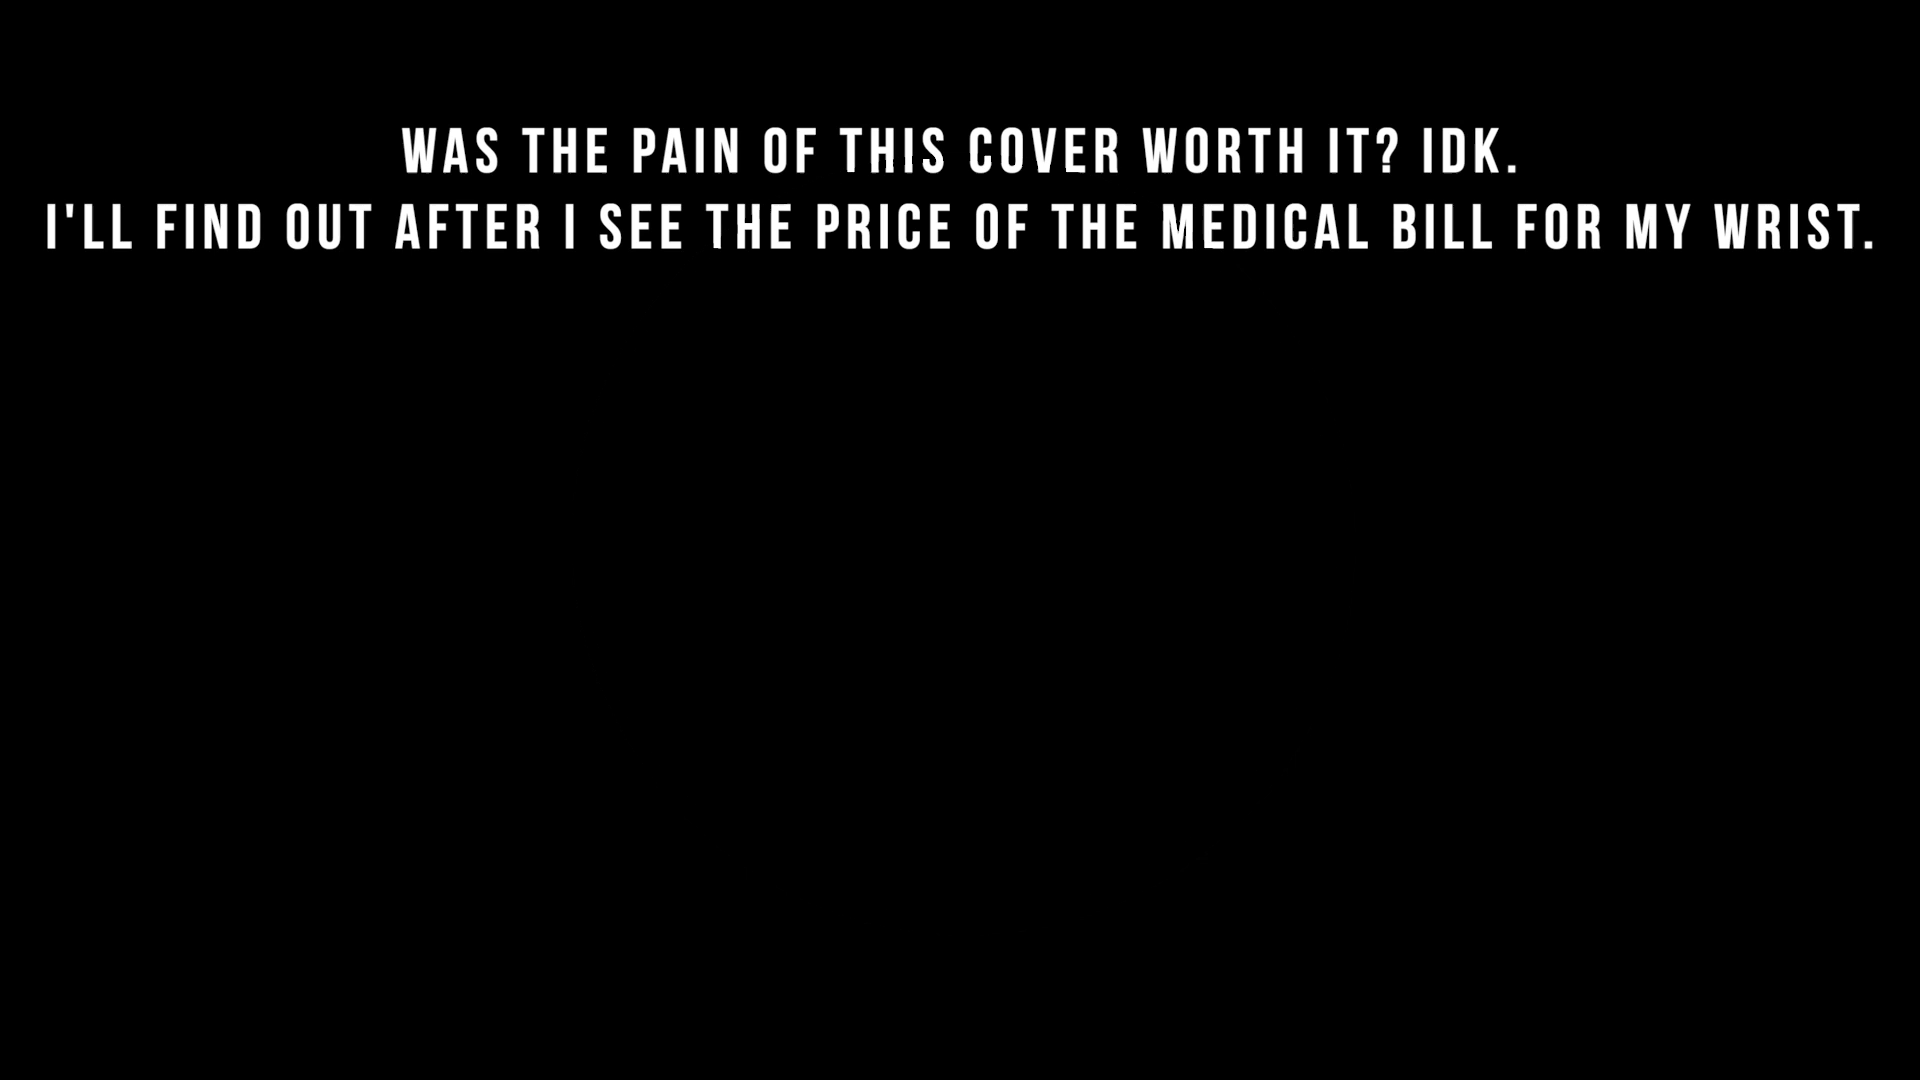 WAS THE PAIN OF THIS COVER WORTH IT? IDK.
I'LL FIND OUT AFTER I SEE THE PRICE OF THE MEDICAL BILL FOR MY WRIST.